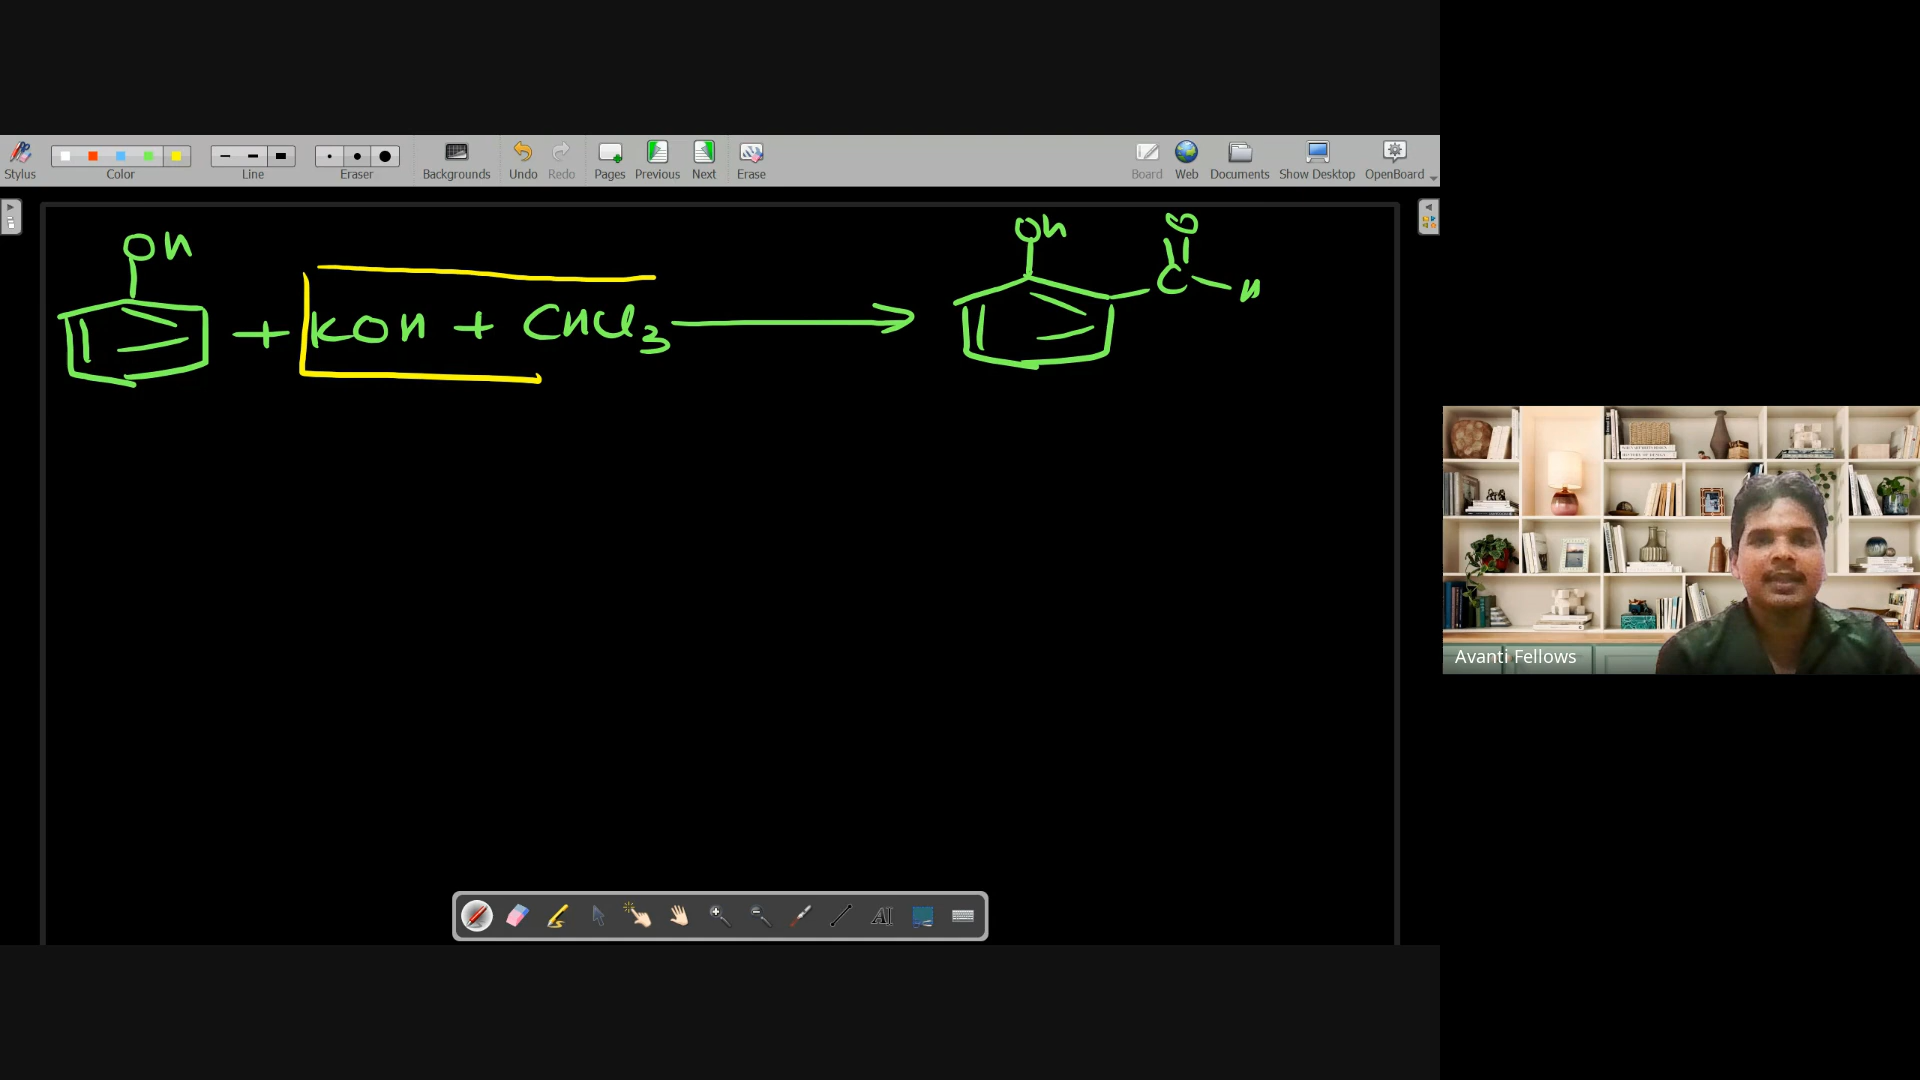 Stylus Color Line Eraser Backgrounds Undo Redo Pages Previous Next Erase Board Web Documents Show Desktop OpenBoard
OH OH O
C-H
+ KOH + CHCl3
Avanti Fellows